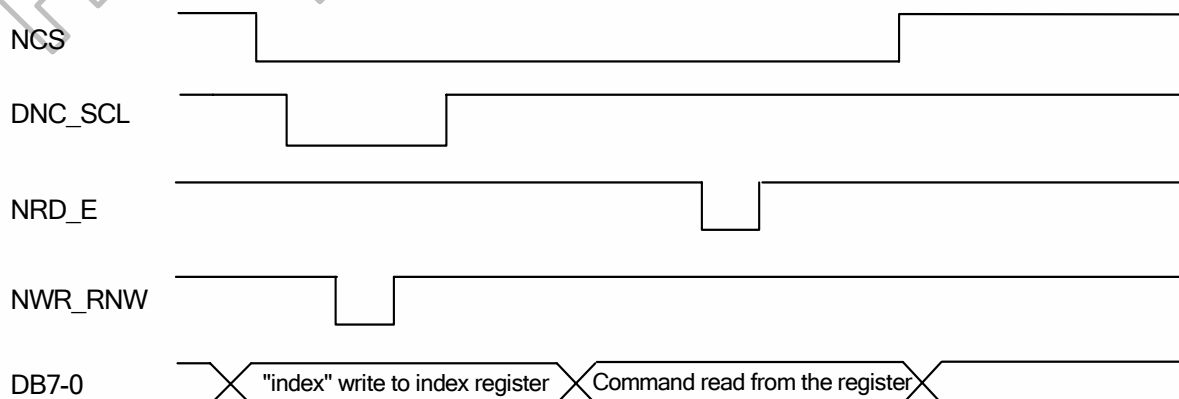 NCS
DNC_SCL
NRD_E
NWR_RNW
DB7-0 "index" write to index register Command read from the register